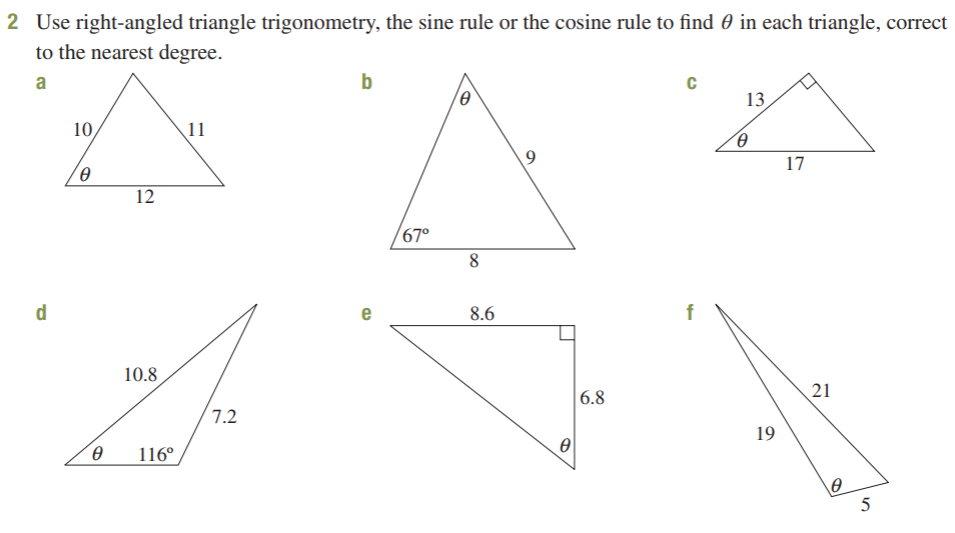 2 Use right-angled triangle trigonometry, the sine rule or the cosine rule to find θ in each triangle, correct
to the nearest degree.
a
10
11
θ
12
b
θ
9
67º
8
c
13
θ
17
d
10.8
7.2
θ
116º
e
8.6
6.8
θ
f
21
19
θ
5